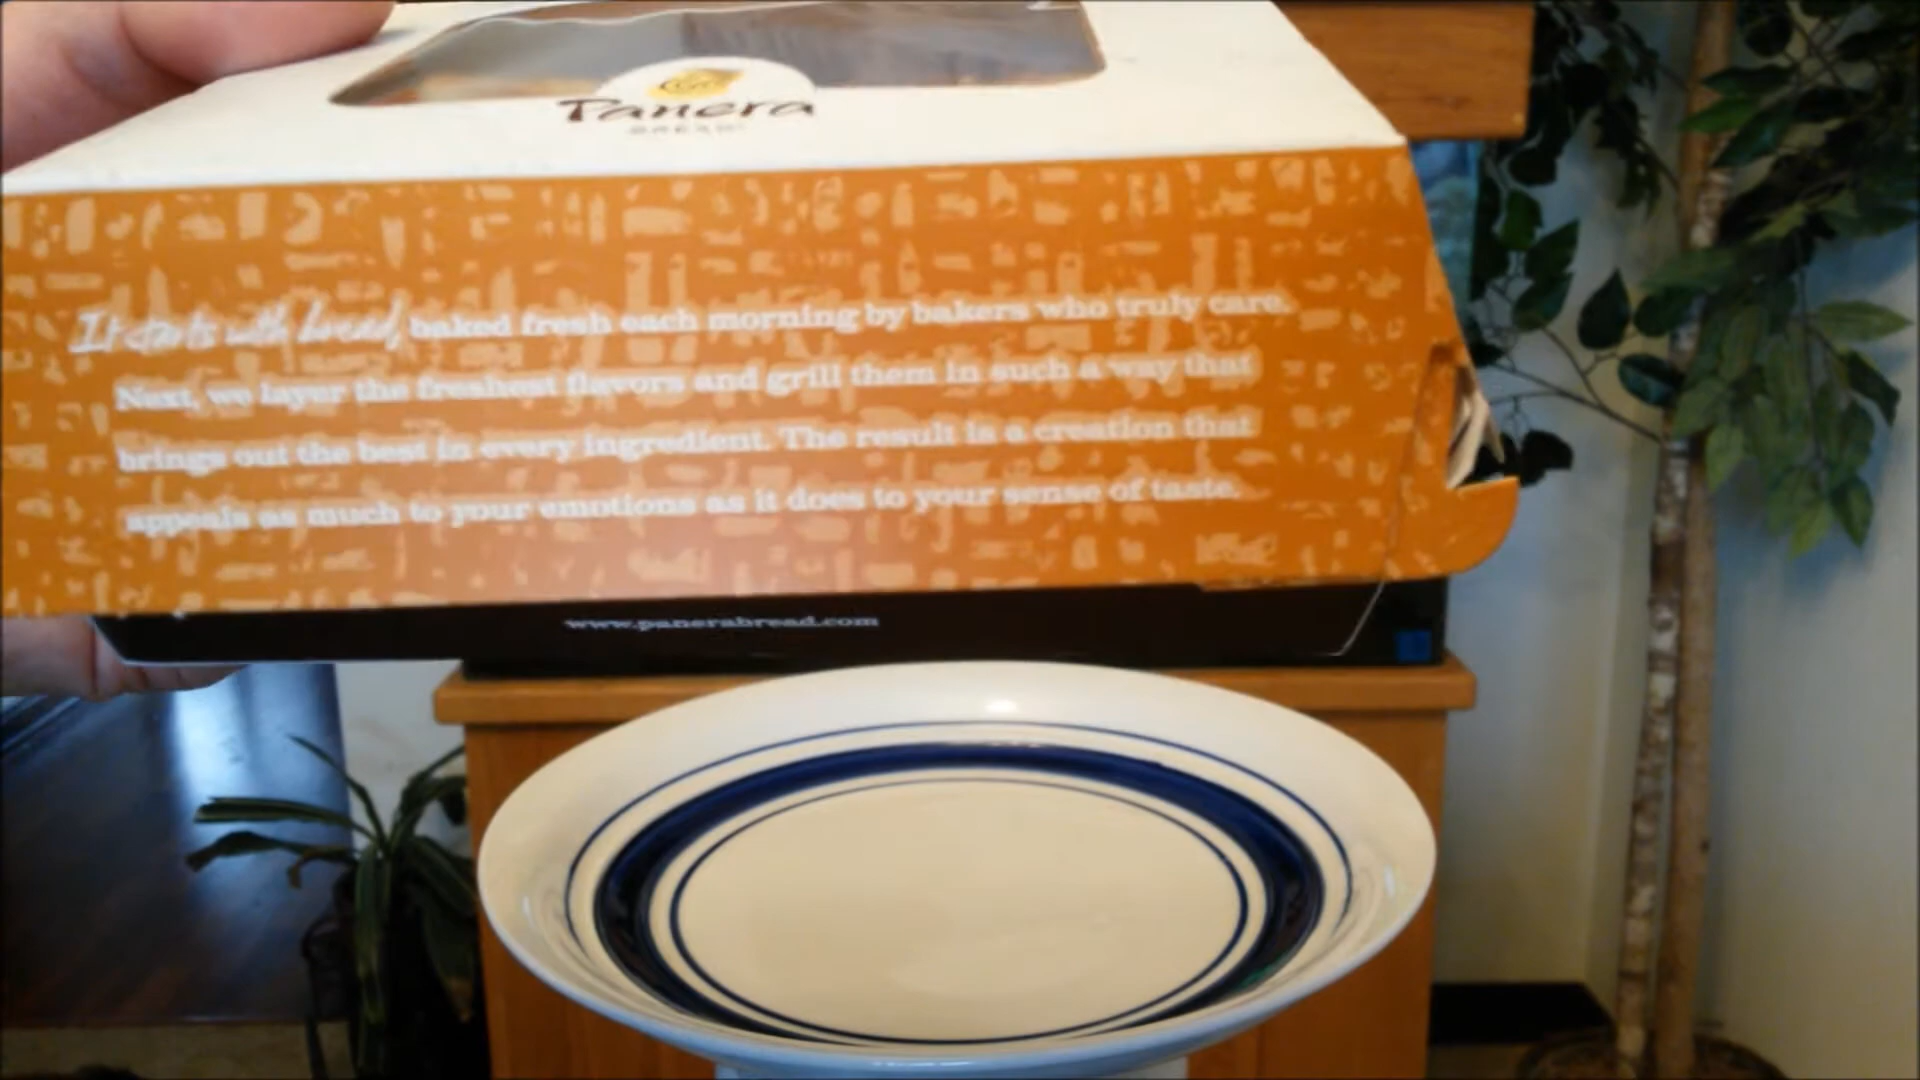 Panera
BREAD
It starts with bread, baked fresh each morning by bakers who truly care.
Next, we layer the freshest flavors and grill them in such a way that
brings out the best in every ingredient. The result is a creation that
appeals as much to your emotions as it does to your sense of taste.
www.panerabread.com